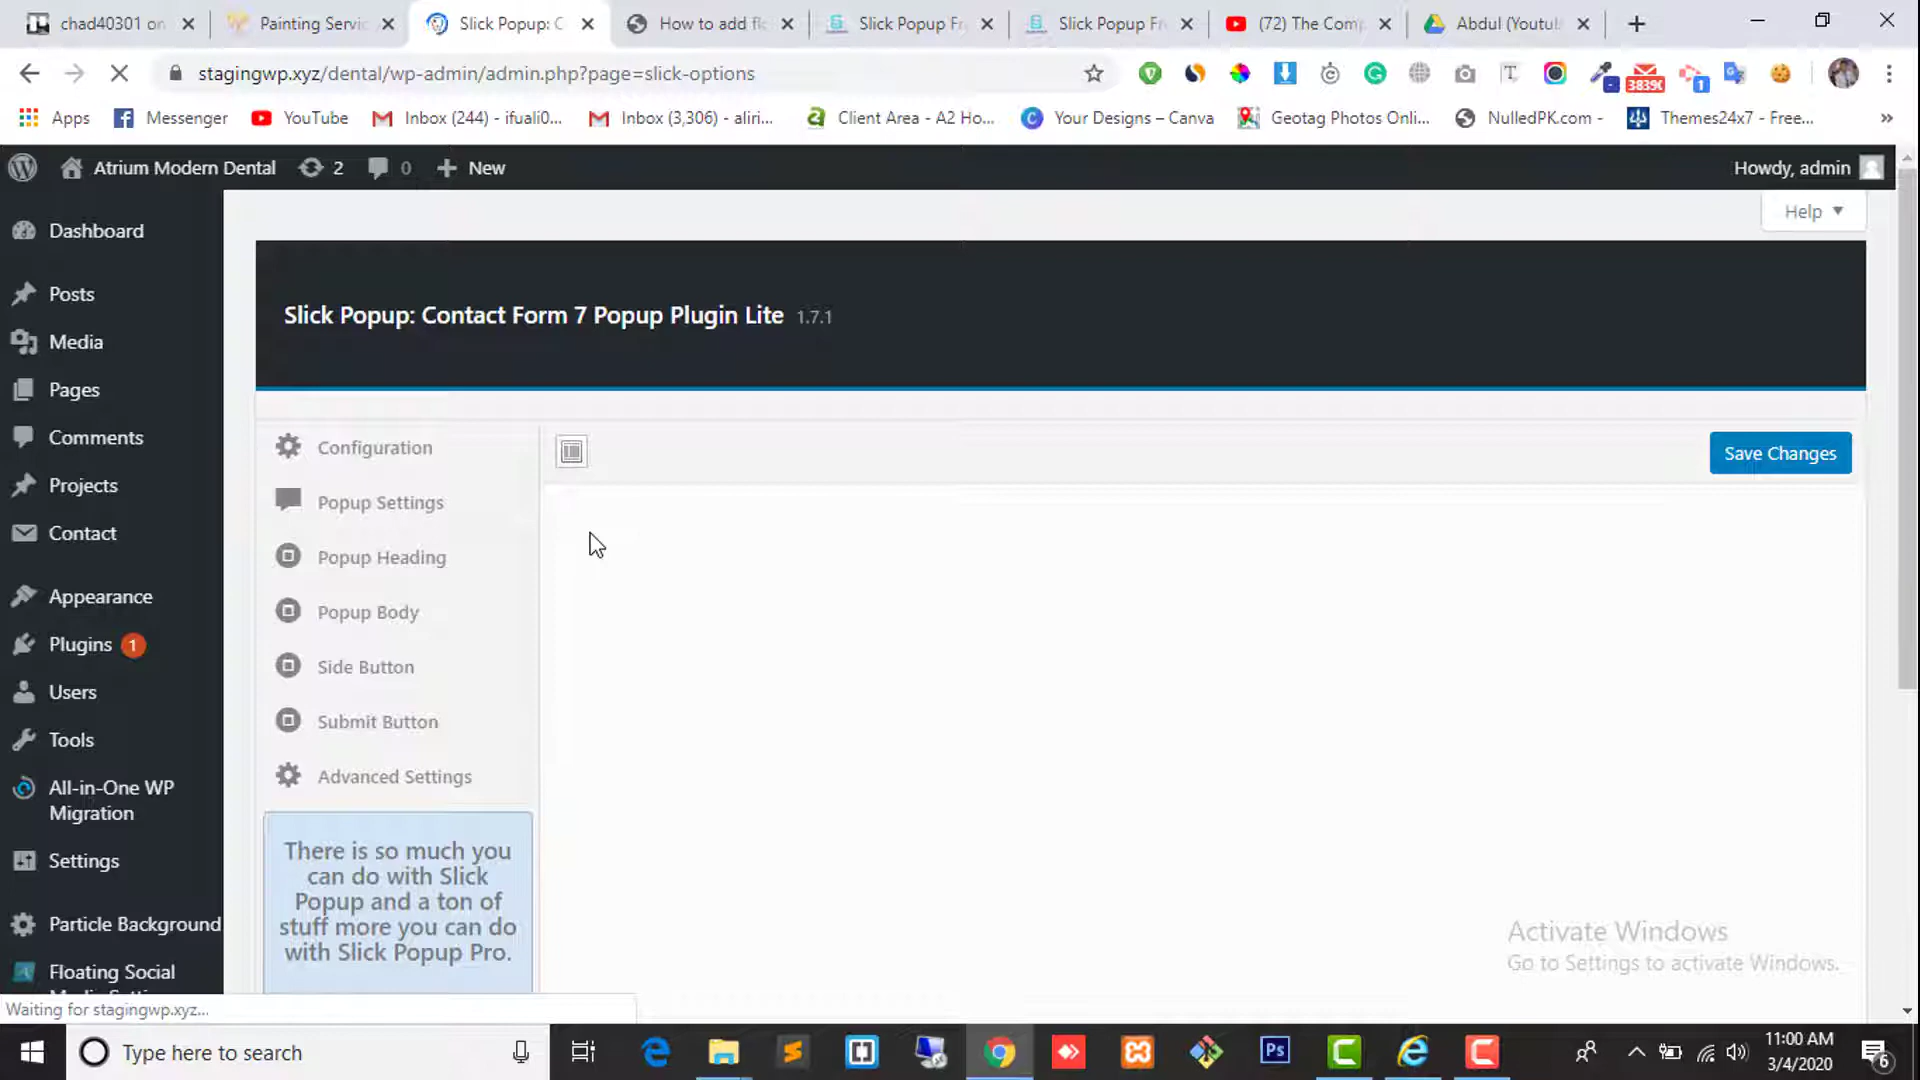 chad40301 on
Painting Servic
Slick Popup: C
How to add fl
Slick Popup Fr
Slick Popup Fr
(72) The Comp
Abdul (Youtub
stagingwp.xyz/dental/wp-admin/admin.php?page=slick-options
38390
1
Apps
Messenger
YouTube
Inbox (244) - ifuali0...
Inbox (3,306) - aliri...
Client Area - A2 Ho...
Your Designs – Canva
Geotag Photos Onli...
NulledPK.com -
Themes24x7 - Free...
»
Atrium Modern Dental
2
0
New
Howdy, admin
Help
Dashboard
Posts
Media
Pages
Comments
Projects
Contact
Appearance
Plugins 1
Users
Tools
All-in-One WP
Migration
Settings
Particle Background
Floating Social
Slick Popup: Contact Form 7 Popup Plugin Lite 1.7.1
Configuration
Popup Settings
Popup Heading
Popup Body
Side Button
Submit Button
Advanced Settings
Save Changes
There is so much you
can do with Slick
Popup and a ton of
stuff more you can do
with Slick Popup Pro.
Activate Windows
Go to Settings to activate Windows.
Waiting for stagingwp.xyz...
Type here to search
Ps
11:00 AM
3/4/2020
6